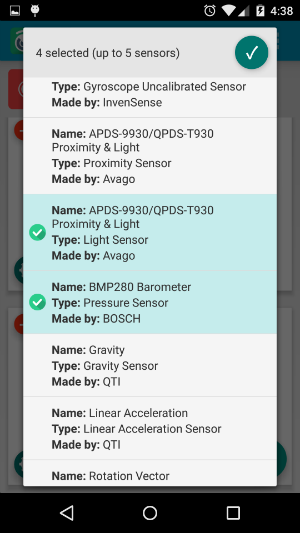 4:38
4 selected (up to 5 sensors)
Type: Gyroscope Uncalibrated Sensor
Made by: InvenSense
Name: APDS-9930/QPDS-T930
Proximity & Light
Type: Proximity Sensor
Made by: Avago
Name: APDS-9930/QPDS-T930
Proximity & Light
Type: Light Sensor
Made by: Avago
Name: BMP280 Barometer
Type: Pressure Sensor
Made by: BOSCH
Name: Gravity
Type: Gravity Sensor
Made by: QTI
Name: Linear Acceleration
Type: Linear Acceleration Sensor
Made by: QTI
Name: Rotation Vector